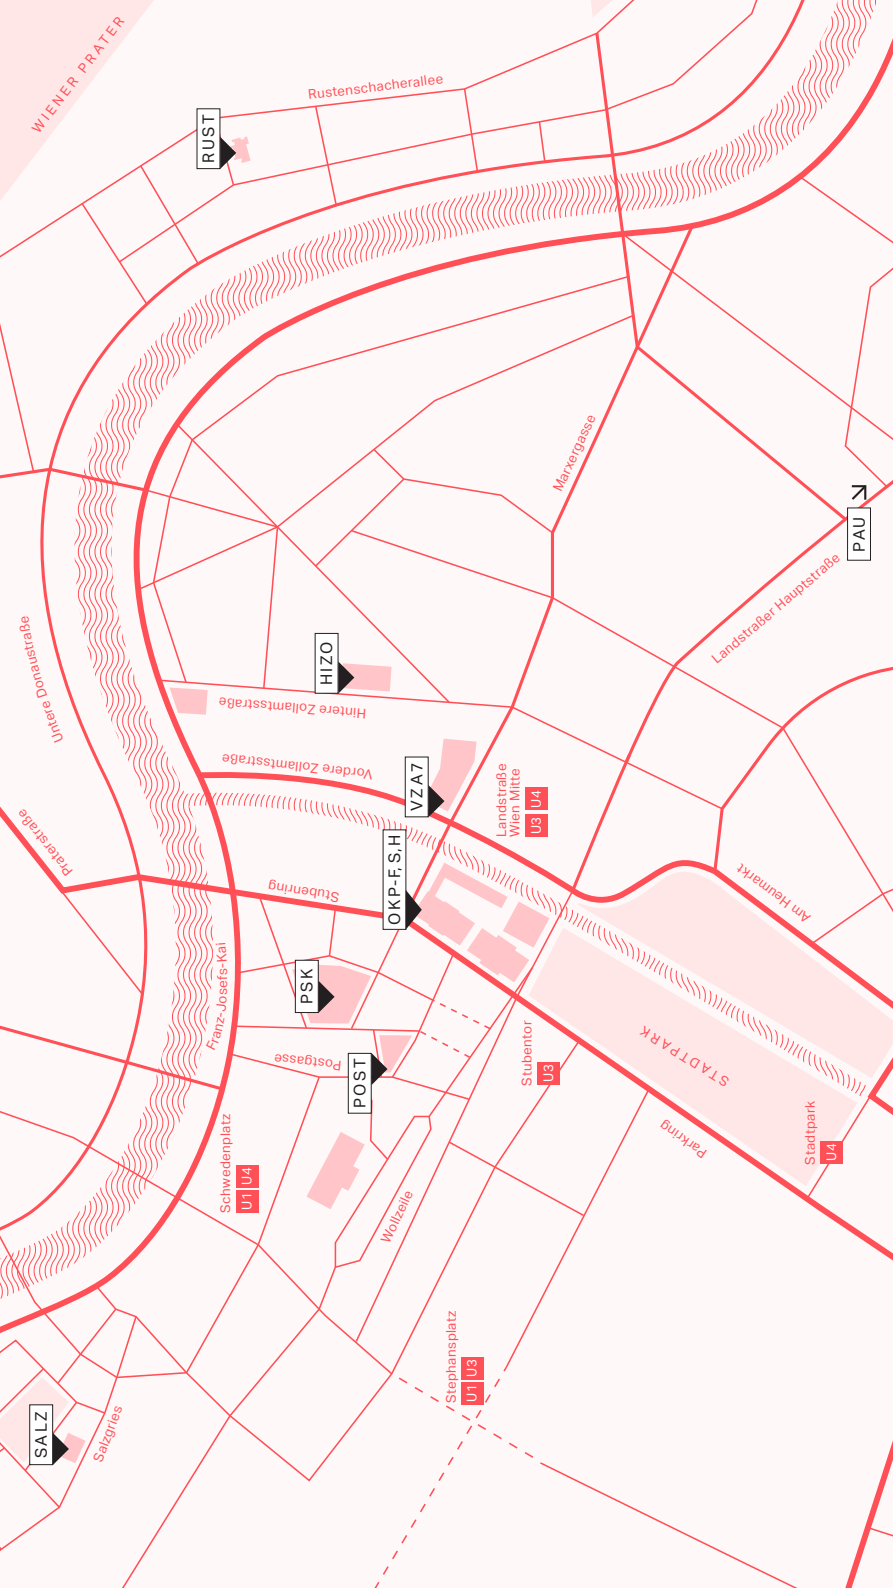 WIENER PRATER
Rustenschacherallee
RUST
Marxergasse
PAU
Landstraßer Hauptstraße
Untere Donaustraße
HIZO
Hintere Zollamtsstraße
Vordere Zollamtsstraße
VZA7
Landstraße
Wien Mitte
U3 U4
Praterstraße
Stubenring
OKP-F,S,H
Am Heumarkt
Franz-Josefs-Kai
PSK
Postgasse
POST
Stubentor
U3
STADTPARK
Parkring
Stadtpark
U4
Schwedenplatz
U1 U4
Wollzeile
Stephansplatz
U1 U3
SALZ
Salzgries